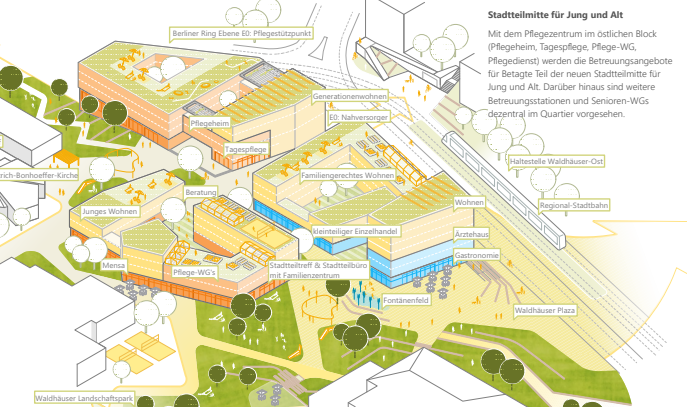 Stadtteilmitte für Jung und Alt
Mit dem Pflegezentrum im östlichen Block
(Pflegeheim, Tagespflege, Pflege-WG,
Pflegedienst) werden die Betreuungsangebote
für Betagte Teil der neuen Stadtteilmitte für
Jung und Alt. Darüber hinaus sind weitere
Betreuungsstationen und Senioren-WGs
dezentral im Quartier vorgesehen.
Berliner Ring Ebene E0: Pflegestützpunkt
Generationenwohnen
E0: Nahversorger
Pflegeheim
Tagespflege
Haltestelle Waldhäuser-Ost
trich-Bonhoeffer-Kirche
Familiengerechtes Wohnen
Beratung
Wohnen
Regional-Stadtbahn
Junges Wohnen
kleinteiliger Einzelhandel
Ärztehaus
Gastronomie
Mensa
Pflege-WG's
Stadtteiltreff & Stadtteilbüro
mit Familienzentrum
Fontänenfeld
Waldhäuser Plaza
Waldhäuser Landschaftspark